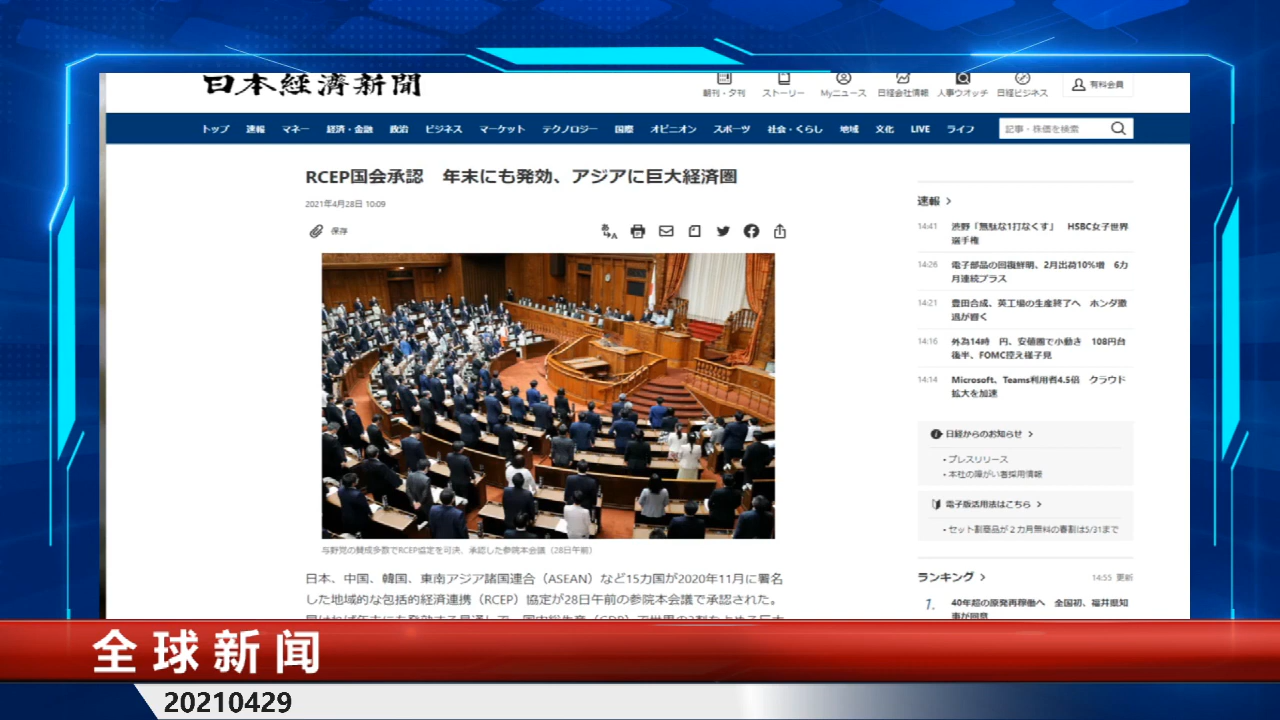 日本経済新聞
朝刊・夕刊 ストーリー Myニュース 日経会社情報 人事ウオッチ 日経ビジネス 有料会員
トップ 速報 マネー 経済・金融 政治 ビジネス マーケット テクノロジー 国際 オピニオン スポーツ 社会・くらし 地域 文化 LIVE ライフ 記事・株価を検索
RCEP国会承認 年末にも発効、アジアに巨大経済圏
2021年4月28日 10:09
保存
与野党の賛成多数でRCEP協定を可決、承認した参院本会議（28日午前）
日本、中国、韓国、東南アジア諸国連合（ASEAN）など15カ国が2020年11月に署名
した地域的な包括的経済連携（RCEP）協定が28日午前の参院本会議で承認された。
速報
14:41 渋野「無駄な1打なくす」 HSBC女子世界
選手権
14:26 電子部品の回復鮮明、2月出荷10%増 6カ
月連続プラス
14:21 豊田合成、英工場の生産終了へ ホンダ撤
退が響く
14:16 外為14時 円、安値圏で小動き 108円台
後半、FOMC控え様子見
14:14 Microsoft、Teams利用者4.5倍 クラウド
拡大を加速
日経からのお知らせ
・プレスリリース
・本社の障がい者採用情報
電子版活用法はこちら
・セット割商品が２カ月無料の春割は5/31まで
ランキング 14:55 更新
1. 40年超の原発再稼働へ 全国初、福井県知
事が同意
全球新闻
20210429